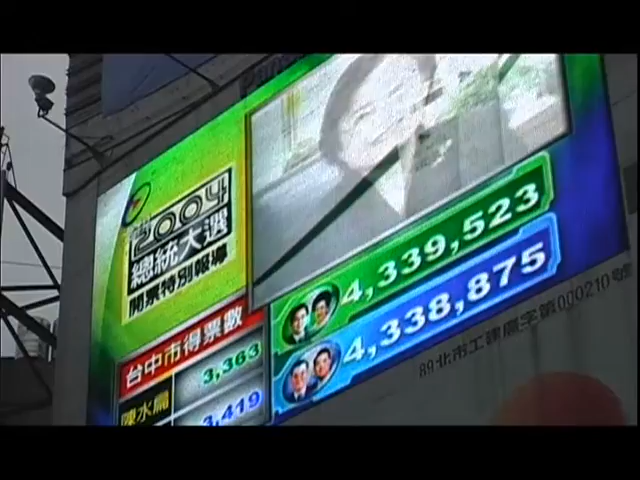 2004
總統大選
開票特別報導
4,339,523
4,338,875
台中市得票數
3,363
陳水扁
3,419
89北市工建廣字第000210號